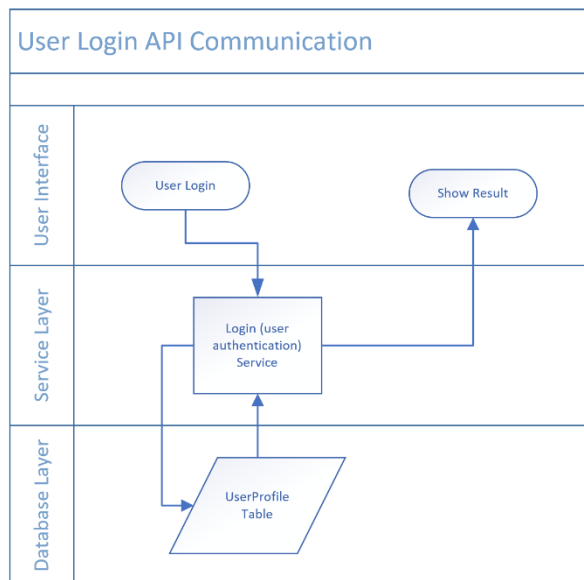 User Login API Communication
User Interface
User Login
Show Result
Service Layer
Login (user
authentication)
Service
Database Layer
UserProfile
Table